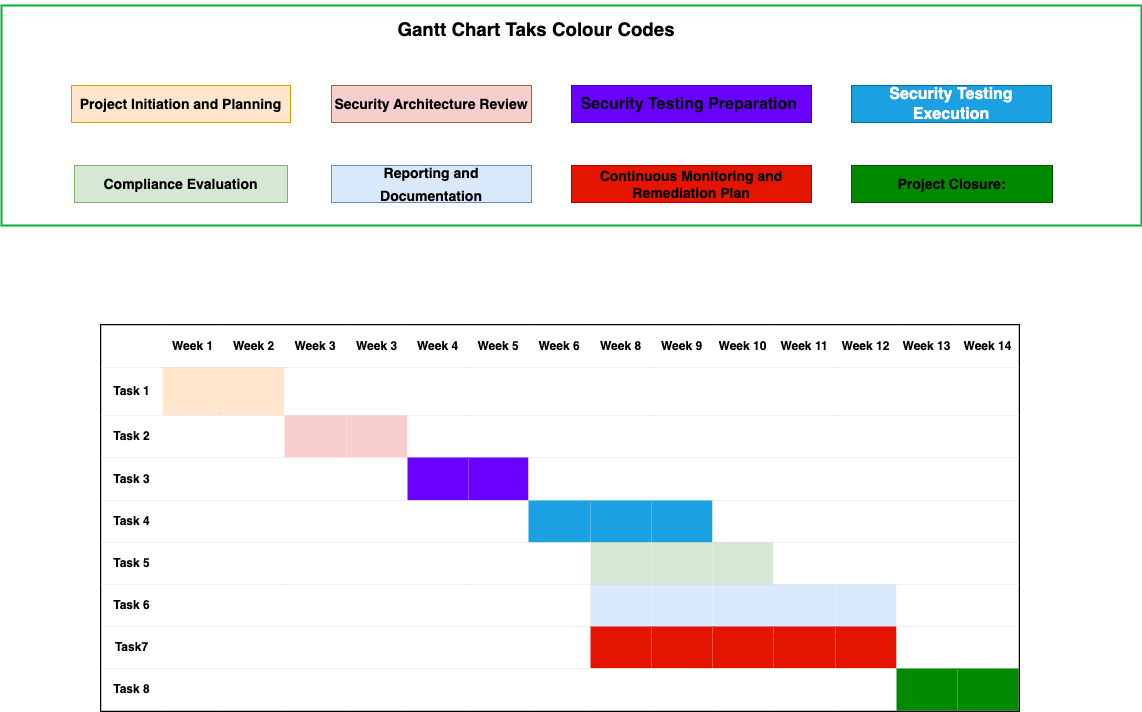 Gantt Chart Taks Colour Codes
Project Initiation and Planning
Security Architecture Review
Security Testing Preparation
Security Testing
Execution
Compliance Evaluation
Reporting and
Documentation
Continuous Monitoring and
Remediation Plan
Project Closure:
Week 1 Week 2 Week 3 Week 3 Week 4 Week 5 Week 6 Week 8 Week 9 Week 10 Week 11 Week 12 Week 13 Week 14
Task 1
Task 2
Task 3
Task 4
Task 5
Task 6
Task7
Task 8